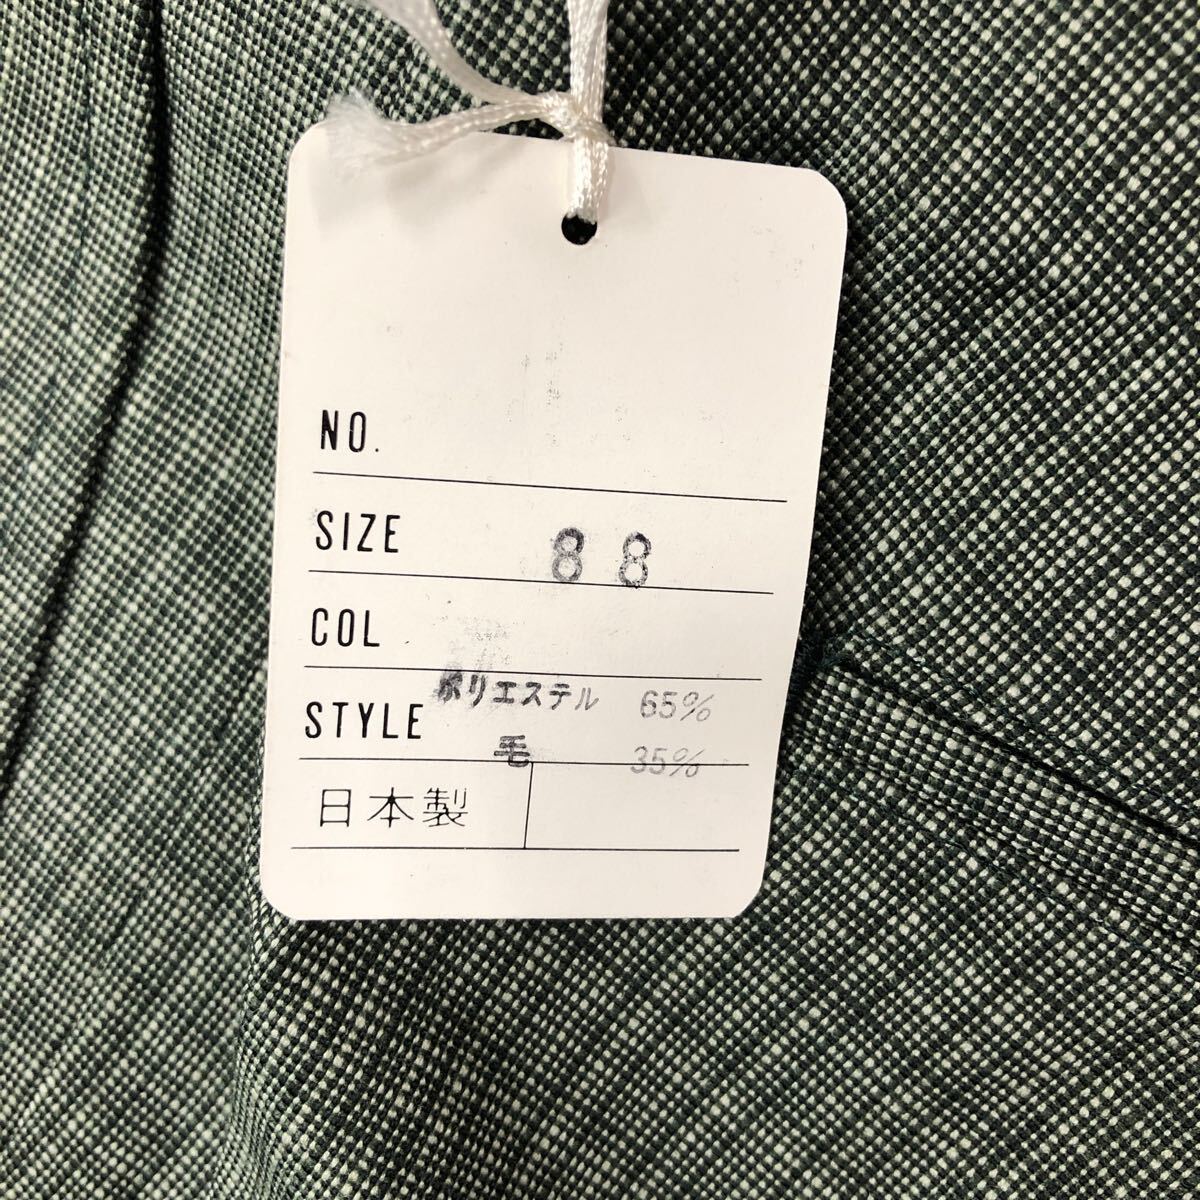 NO.
SIZE 88
COL
ポリエステル 65%
STYLE
毛 35%
日本製